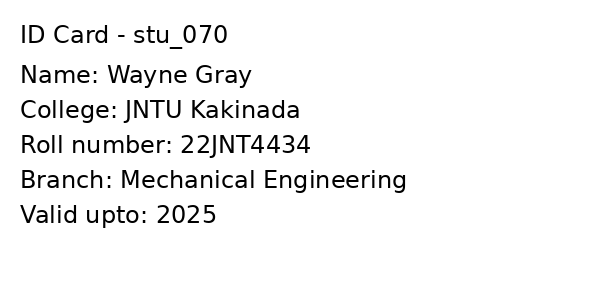 ID Card - stu_070
Name: Wayne Gray
College: JNTU Kakinada
Roll number: 22JNT4434
Branch: Mechanical Engineering
Valid upto: 2025